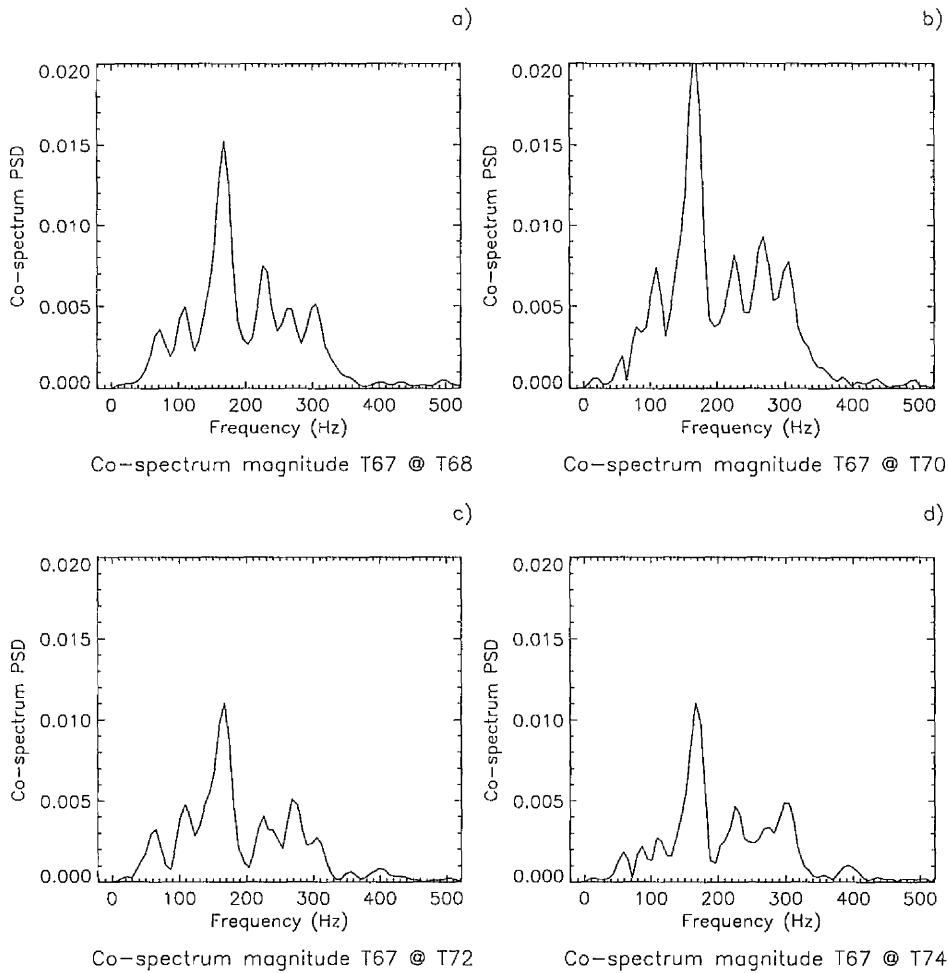 a)
0.020
0.015
0.010
0.005
0.000
Co-spectrum PSD
0 100 200 300 400 500
Frequency (Hz)
Co-spectrum magnitude T67 @ T68
b)
0.020
0.015
0.010
0.005
0.000
Co-spectrum PSD
0 100 200 300 400 500
Frequency (Hz)
Co-spectrum magnitude T67 @ T70
c)
0.020
0.015
0.010
0.005
0.000
Co-spectrum PSD
0 100 200 300 400 500
Frequency (Hz)
Co-spectrum magnitude T67 @ T72
d)
0.020
0.015
0.010
0.005
0.000
Co-spectrum PSD
0 100 200 300 400 500
Frequency (Hz)
Co-spectrum magnitude T67 @ T74